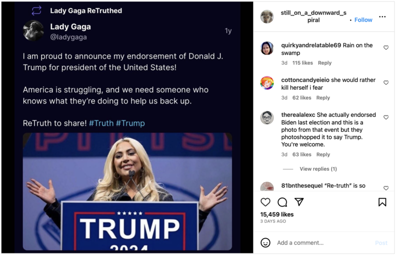 Lady Gaga ReTruthed
Lady Gaga
@ladygaga
1y
I am proud to announce my endorsement of Donald J.
Trump for president of the United States!
America is struggling, and we need someone who
knows what they're doing to help us back up.
ReTruth to share! #Truth #Trump
TRUMP
2024
still_on_a_downward_s
piral • Follow
quirkyandrelatable69 Rain on the
swamp
3d 115 likes Reply
cottoncandyeieio she would rather
kill herself i fear
3d 62 likes Reply
therealalexc She actually endorsed
Biden last election and this is a
photo from that event but they
photoshopped it to say Trump.
You're welcome.
3d 63 likes Reply
View replies (1)
81bnthesequel "Re-truth" is so
15,459 likes
5 DAYS AGO
Add a comment...
Post